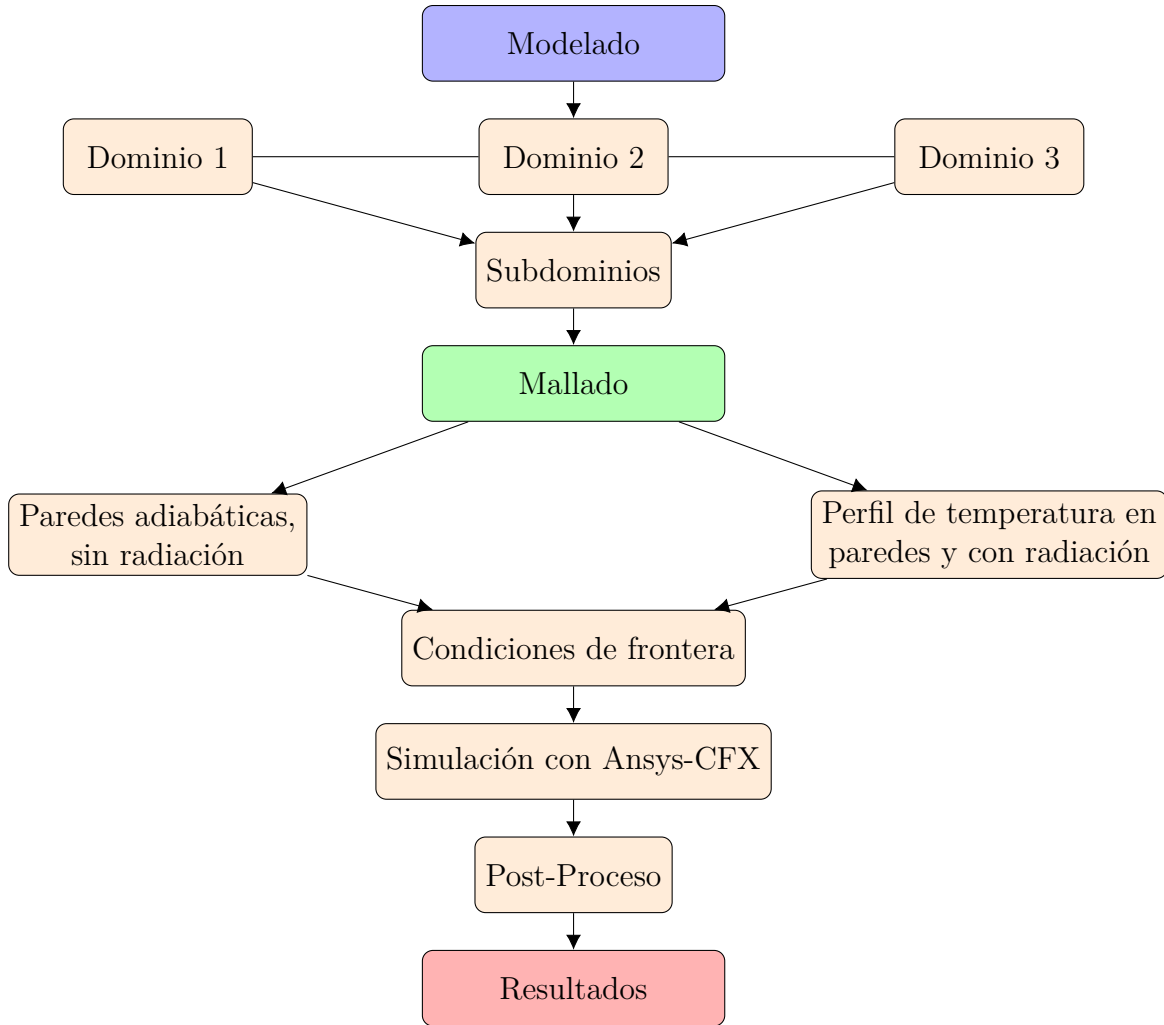 Modelado
Dominio 1
Dominio 2
Dominio 3
Subdominios
Mallado
Paredes adiabáticas,
sin radiación
Perfil de temperatura en
paredes y con radiación
Condiciones de frontera
Simulación con Ansys-CFX
Post-Proceso
Resultados